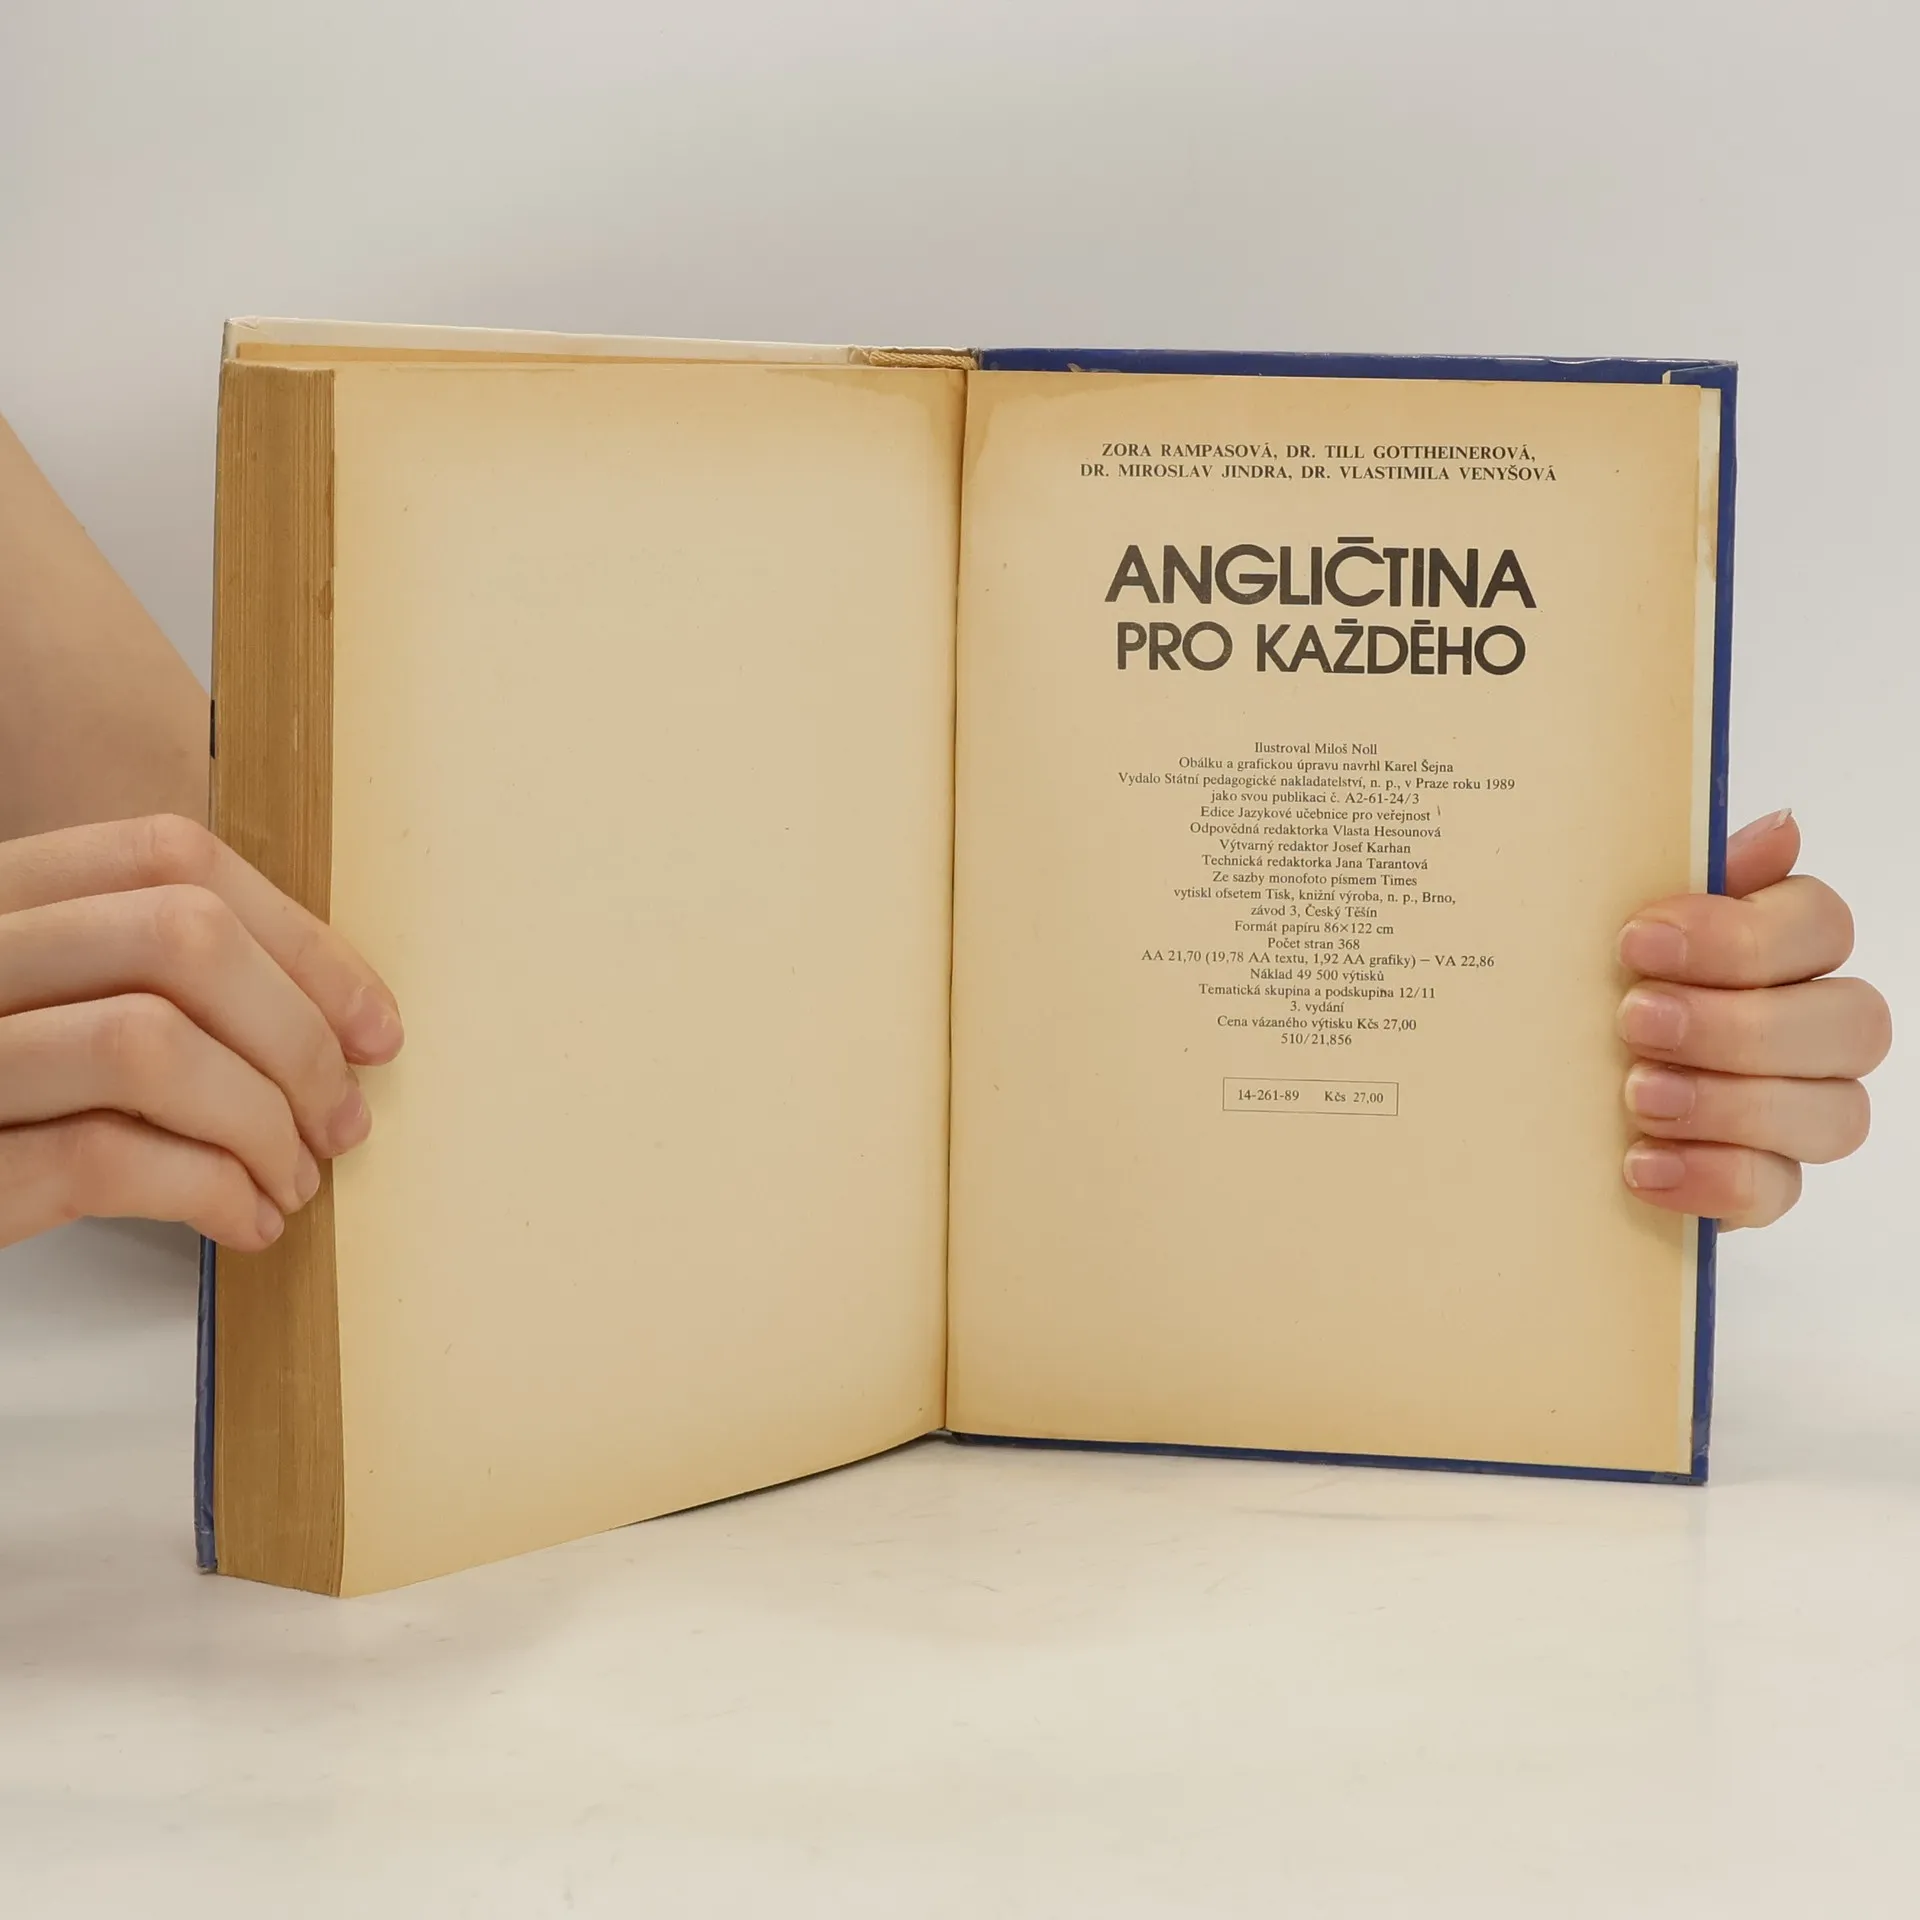 ZORA RAMPASOVÁ, DR. TILL GOTTHEINEROVÁ,
DR. MIROSLAV JINDRA, DR. VLASTIMILA VENYŠOVÁ
ANGLIČTINA
PRO KAŽDÉHO
Ilustroval Miloš Noll
Obálku a grafickou úpravu navrhl Karel Šejna
Vydalo Státní pedagogické nakladatelství, n. p., v Praze roku 1989
jako svou publikaci č. A2-61-24/3
Edice Jazykové učebnice pro veřejnost
Odpovědná redaktorka Vlasta Hesounová
Výtvarný redaktor Josef Karhan
Technická redaktorka Jana Tarantová
Ze sazby monofoto písmem Times
vytiskl ofsetem Tisk, knižní výroba, n. p., Brno,
závod 3, Český Těšín
Formát papíru 86×122 cm
Počet stran 368
AA 21,70 (19,78 AA textu, 1,92 AA grafiky) – VA 22,86
Náklad 49 500 výtisků
Tematická skupina a podskupina 12/11
3. vydání
Cena vázaného výtisku Kčs 27,00
510/21,856
14-261-89 Kčs 27,00